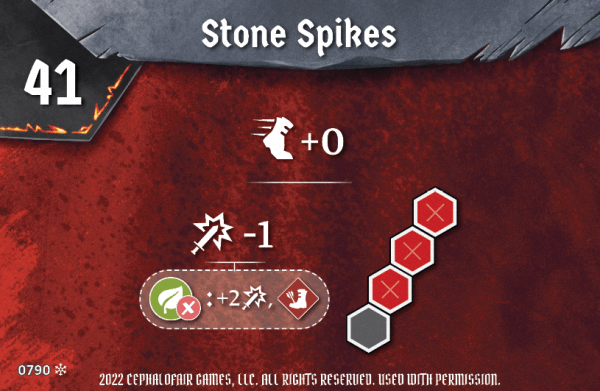 Stone Spikes
41
+0
-1
: +2 ,
0790
2022 CEPHALOFAIR GAMES, LLC. ALL RIGHTS RESERVED. USED WITH PERMISSION.